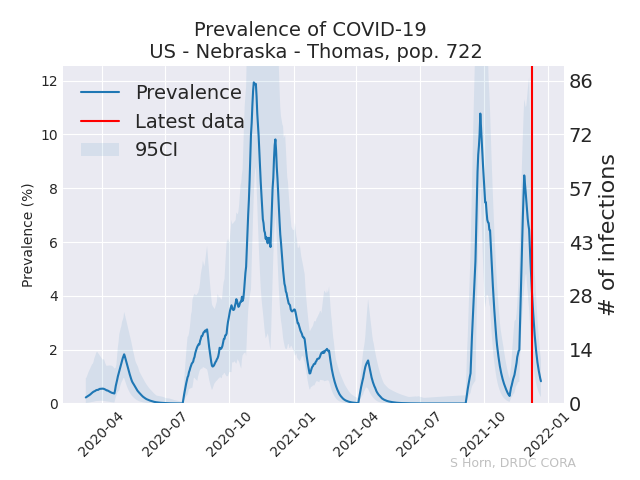 Prevalence of COVID-19
US - Nebraska - Thomas, pop. 722
Prevalence
Latest data
95CI
Prevalence (%)
12
10
8
6
4
2
0
# of infections
86
72
57
43
28
14
0
2020-04
2020-07
2020-10
2021-01
2021-04
2021-07
2021-10
2022-01
S Horn, DRDC CORA